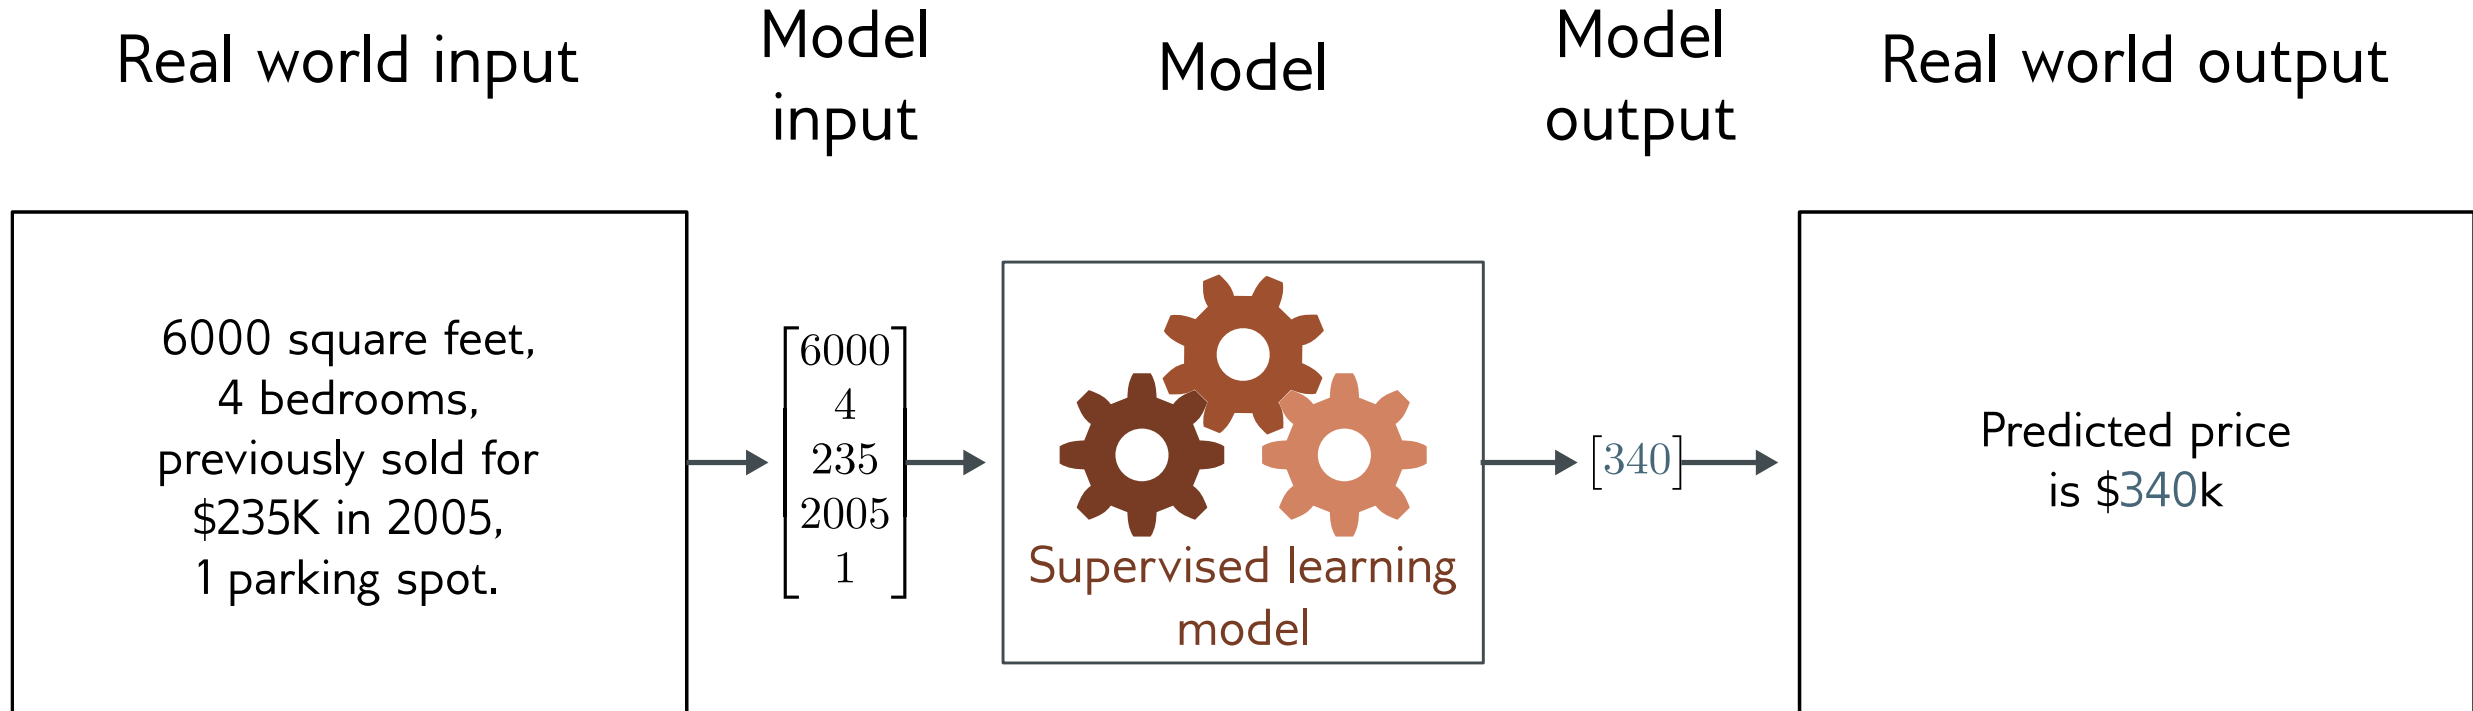 Real world input
Model
input
Model
Model
output
Real world output
6000 square feet,
4 bedrooms,
previously sold for
$235K in 2005,
1 parking spot.
6000
4
235
2005
1
Supervised learning
model
[340]
Predicted price
is $340k